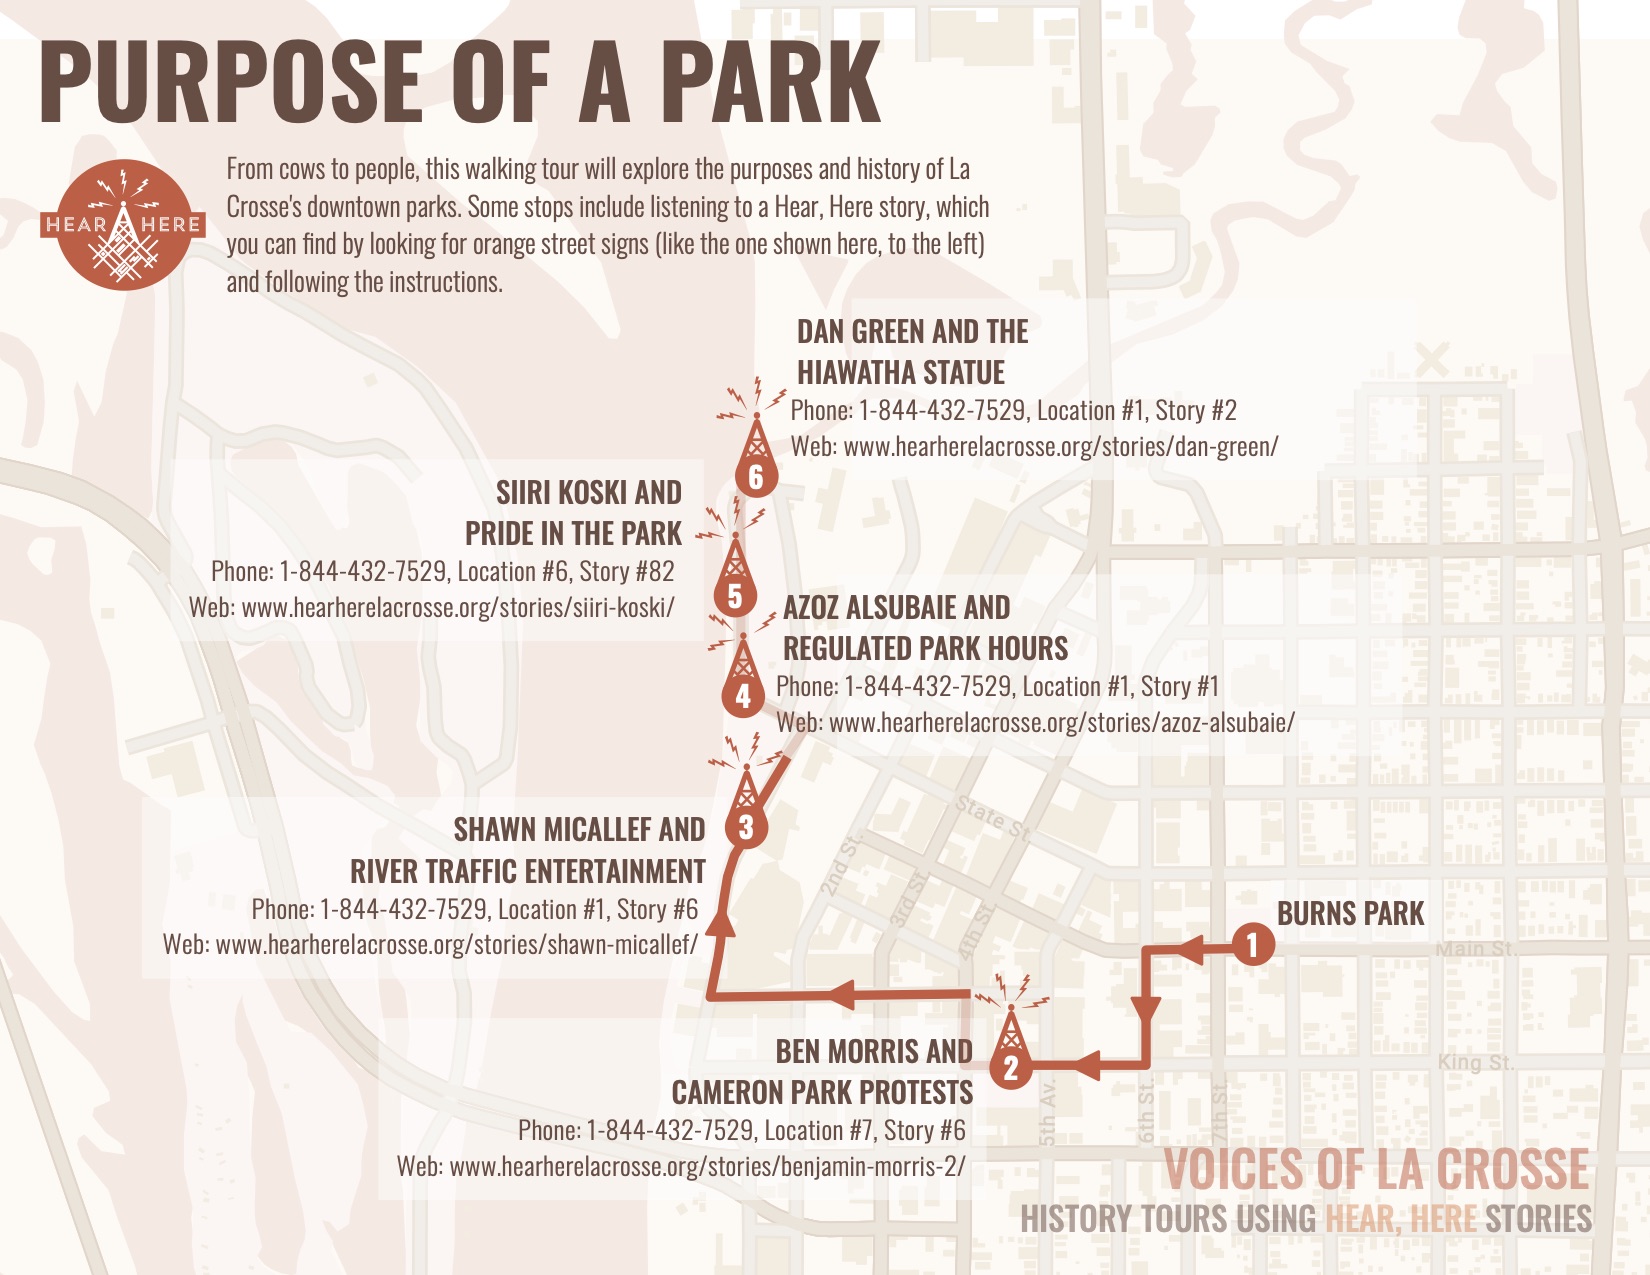 PURPOSE OF A PARK
HEAR HERE
From cows to people, this walking tour will explore the purposes and history of La
Crosse's downtown parks. Some stops include listening to a Hear, Here story, which
you can find by looking for orange street signs (like the one shown here, to the left)
and following the instructions.
DAN GREEN AND THE
HIAWATHA STATUE
Phone: 1-844-432-7529, Location #1, Story #2
Web: www.hearherelacrosse.org/stories/dan-green/
6
SIIRI KOSKI AND
PRIDE IN THE PARK
Phone: 1-844-432-7529, Location #6, Story #82
Web: www.hearherelacrosse.org/stories/siiri-koski/
5
AZOZ ALSUBAIE AND
REGULATED PARK HOURS
Phone: 1-844-432-7529, Location #1, Story #1
Web: www.hearherelacrosse.org/stories/azoz-alsubaie/
4
3
SHAWN MICALLEF AND
RIVER TRAFFIC ENTERTAINMENT
Phone: 1-844-432-7529, Location #1, Story #6
Web: www.hearherelacrosse.org/stories/shawn-micallef/
State St.
2nd St.
3rd St.
4th St.
BURNS PARK
1
Main St.
BEN MORRIS AND
CAMERON PARK PROTESTS
Phone: 1-844-432-7529, Location #7, Story #6
Web: www.hearherelacrosse.org/stories/benjamin-morris-2/
2
King St.
5th Av.
6th St.
7th St.
VOICES OF LA CROSSE
HISTORY TOURS USING HEAR, HERE STORIES